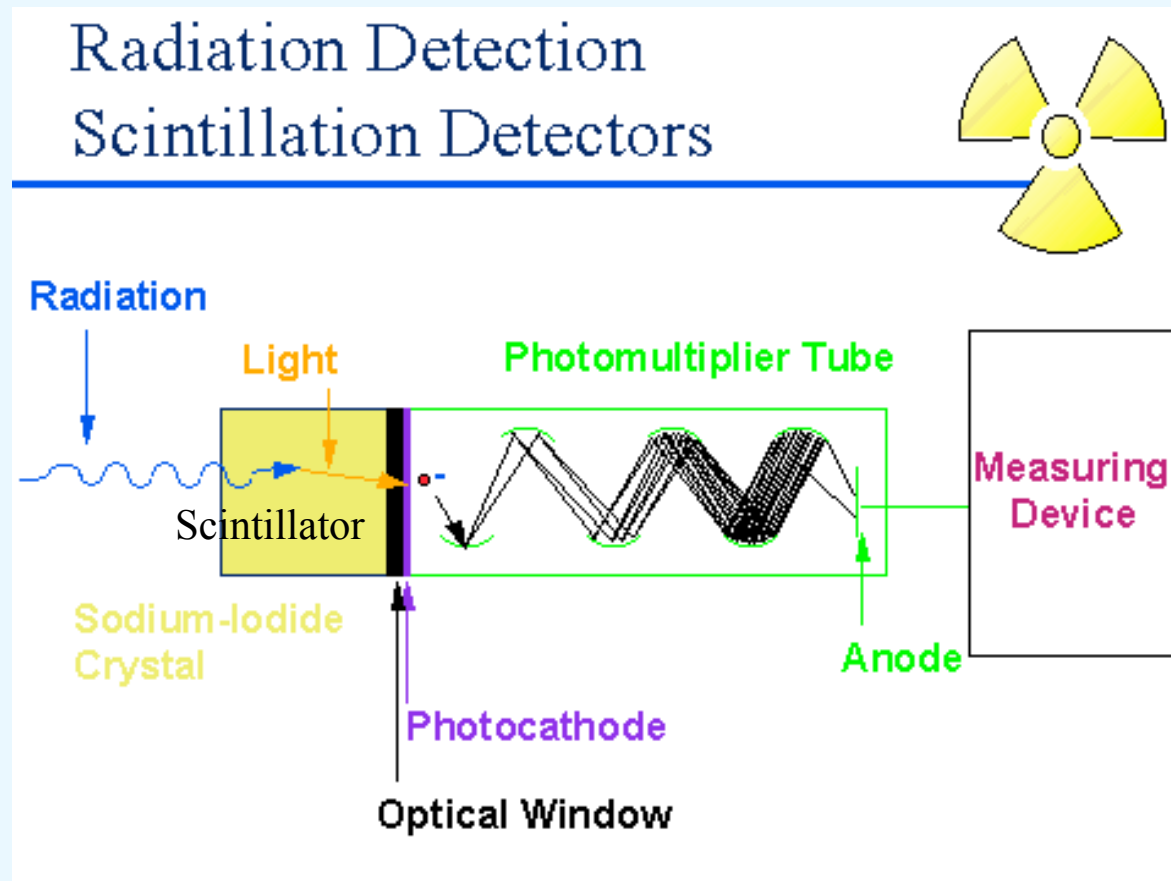 Radiation Detection
Scintillation Detectors
Radiation
Light
Photomultiplier Tube
Scintillator
Measuring
Device
Sodium-Iodide
Crystal
Anode
Photocathode
Optical Window